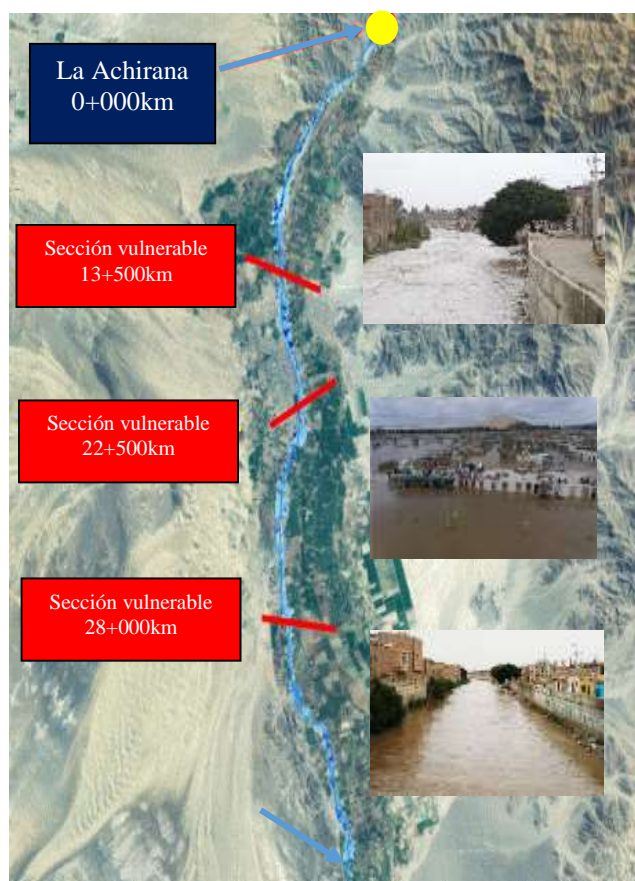 La Achirana
0+000km
Sección vulnerable
13+500km
Sección vulnerable
22+500km
Sección vulnerable
28+000km